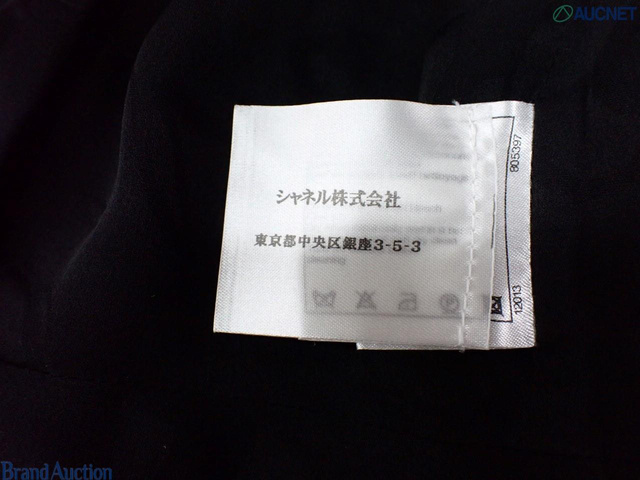 AUCNET
シャネル株式会社
東京都中央区銀座3-5-3
cleaning
805397
12013
Brand Auction